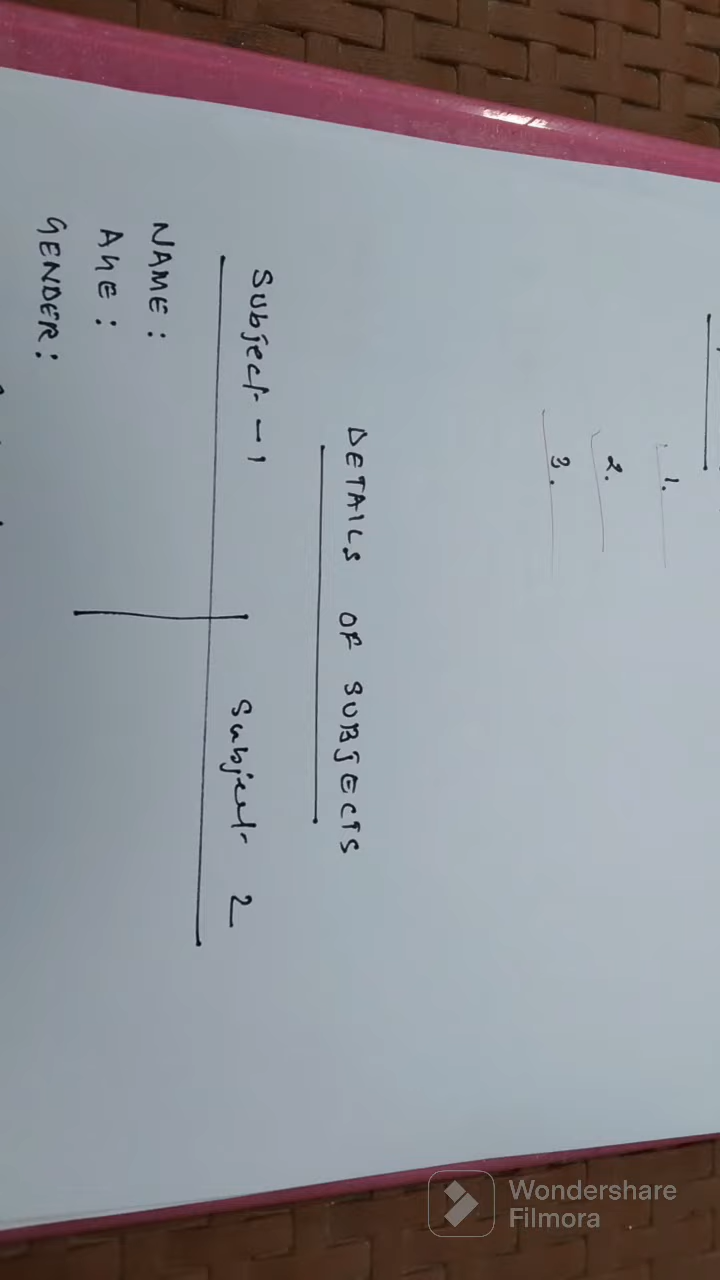 1.
2.
3.
DETAILS OF SUBJECTS
Subject - 1 Subject- 2
NAME :
AGE :
GENDER :
Wondershare
Filmora